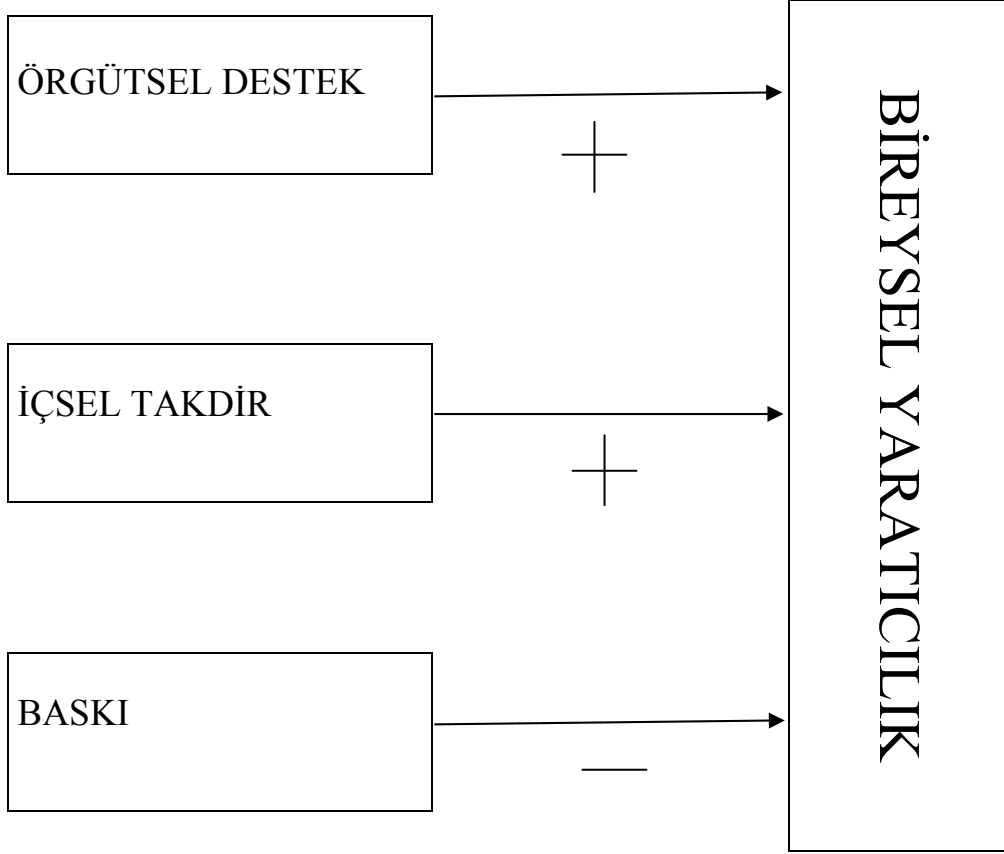 ÖRGÜTSEL DESTEK
+
İÇSEL TAKDİR
+
BASKI
—
BİREYSEL YARATICILIK